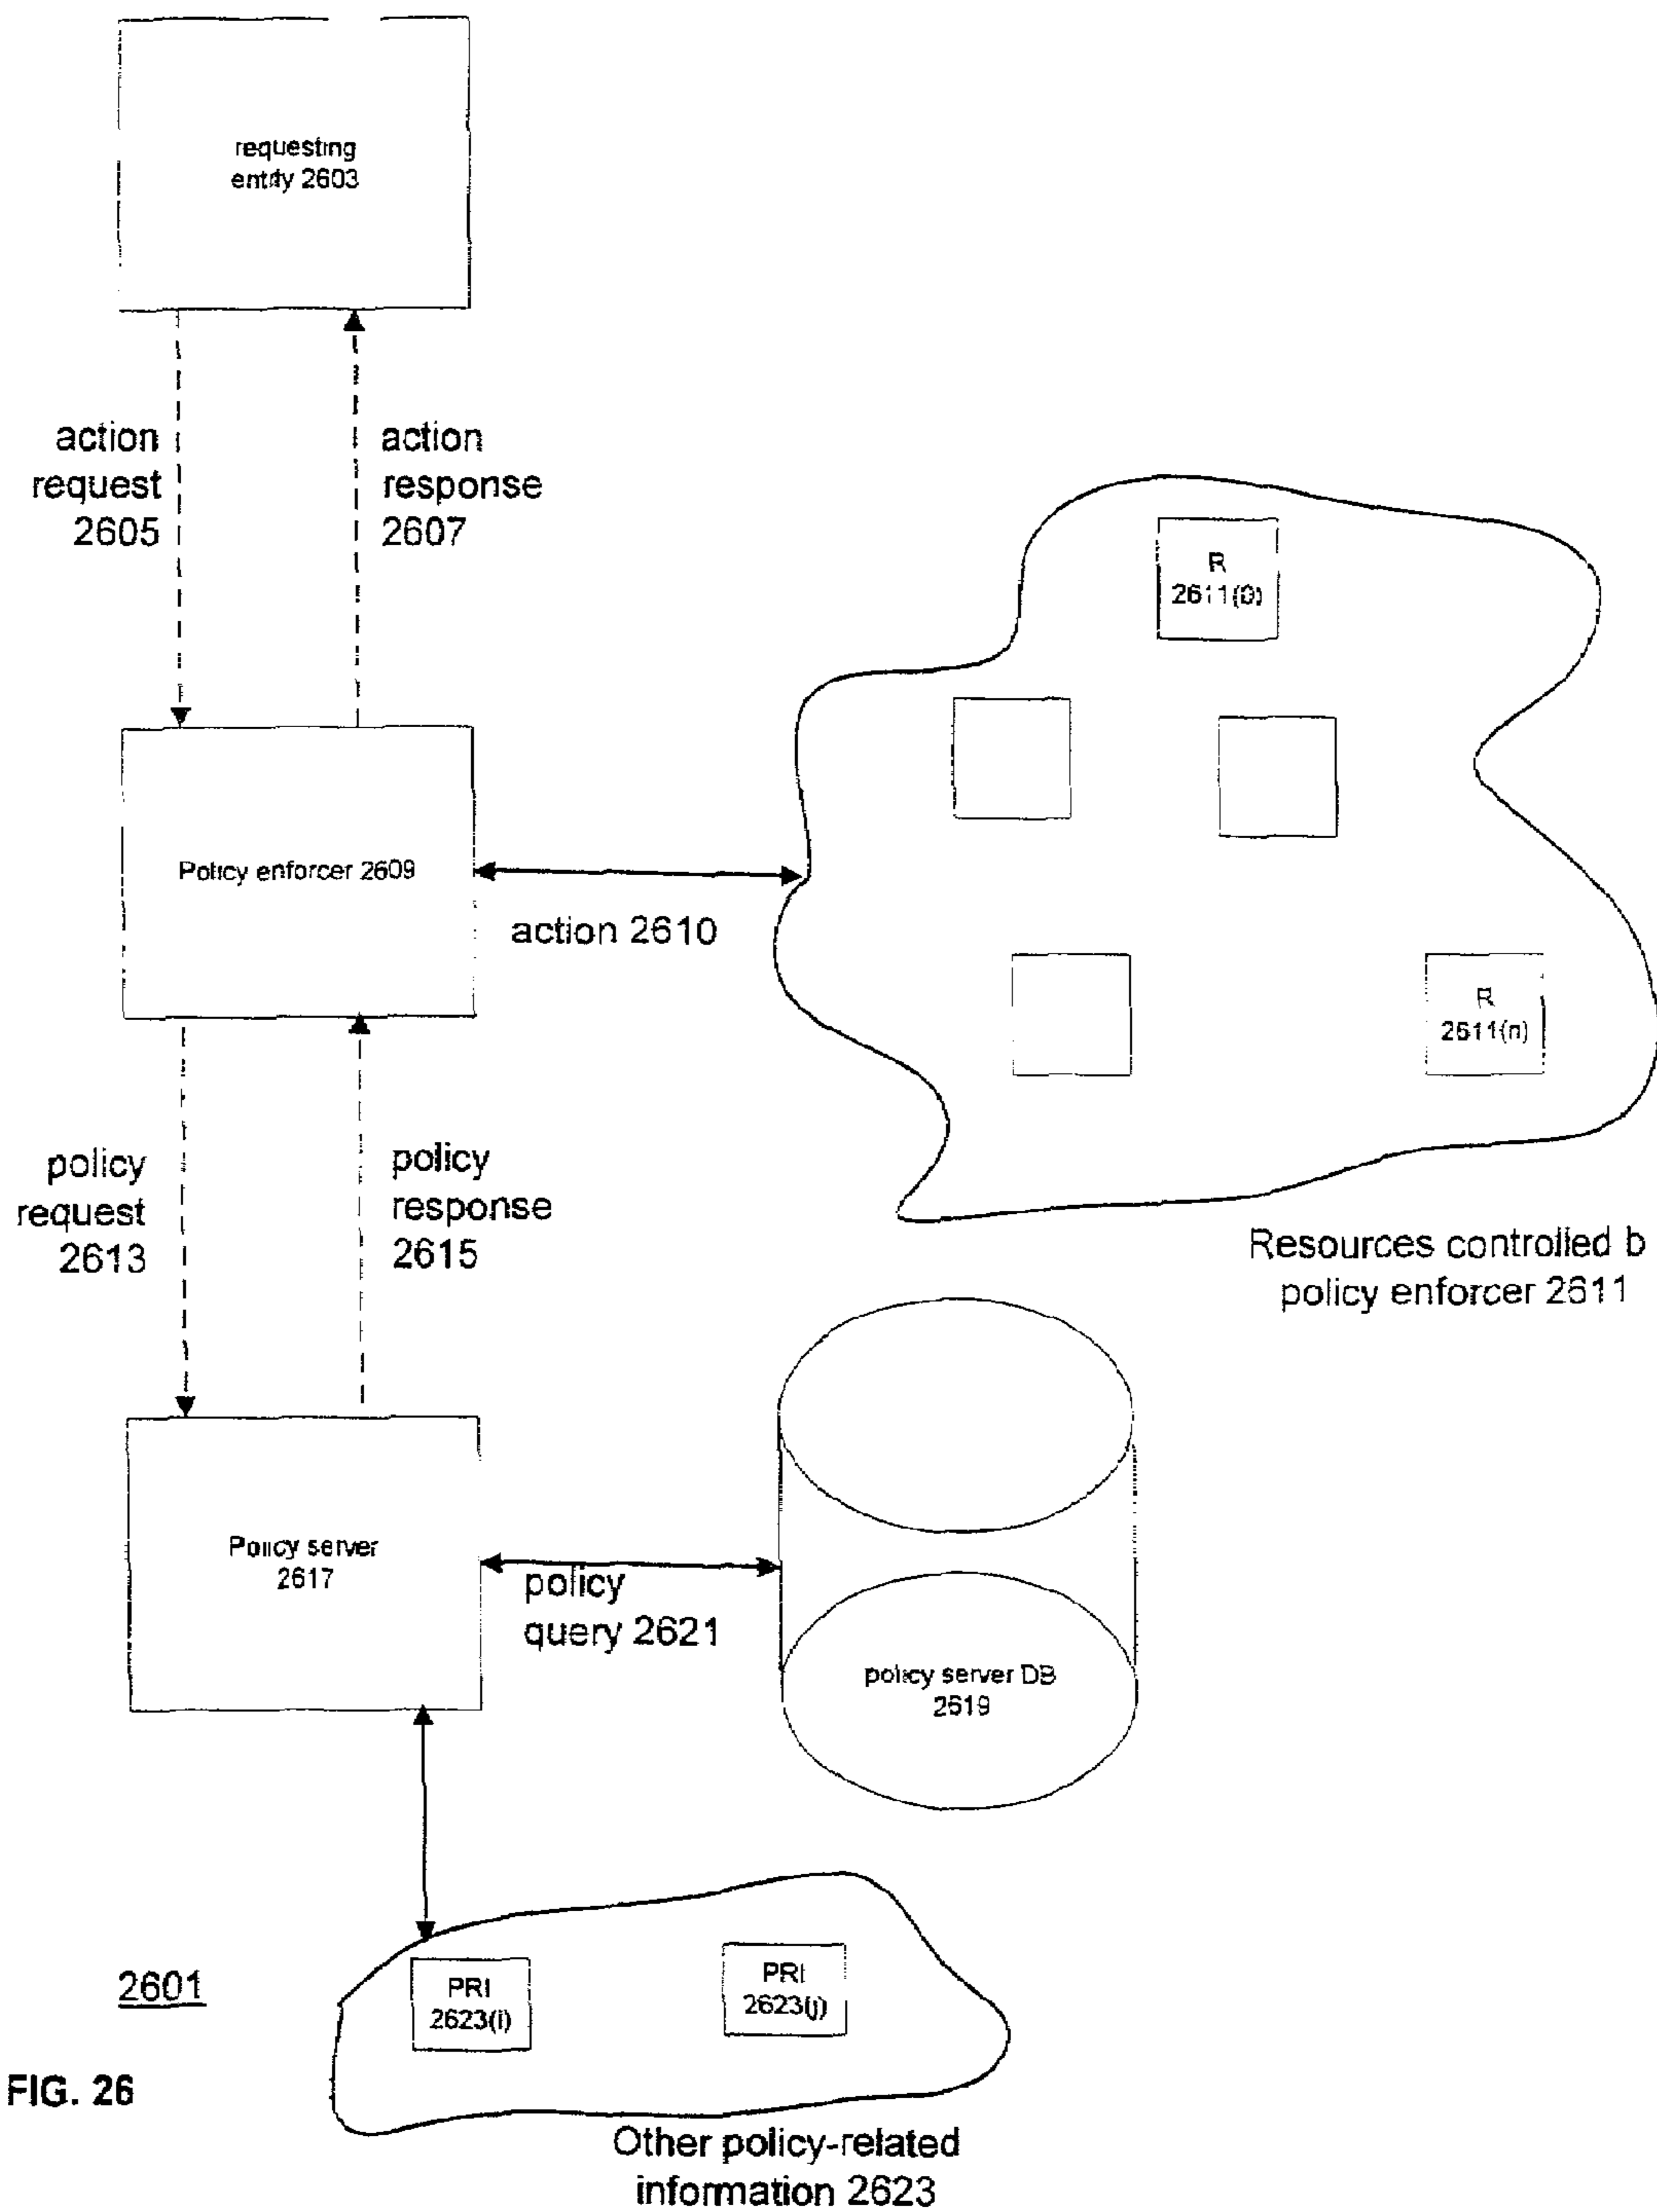 requesting
entity 2603
action
request
2605
action
response
2607
R
2611(0)
Policy enforcer 2609
action 2610
R
2611(n)
policy
request
2613
policy
response
2615
Resources controlled b
policy enforcer 2611
Policy server
2617
policy
query 2621
policy server DB
2619
2601
PRI
2623(i)
PRI
2623(j)
FIG. 26
Other policy-related
information 2623